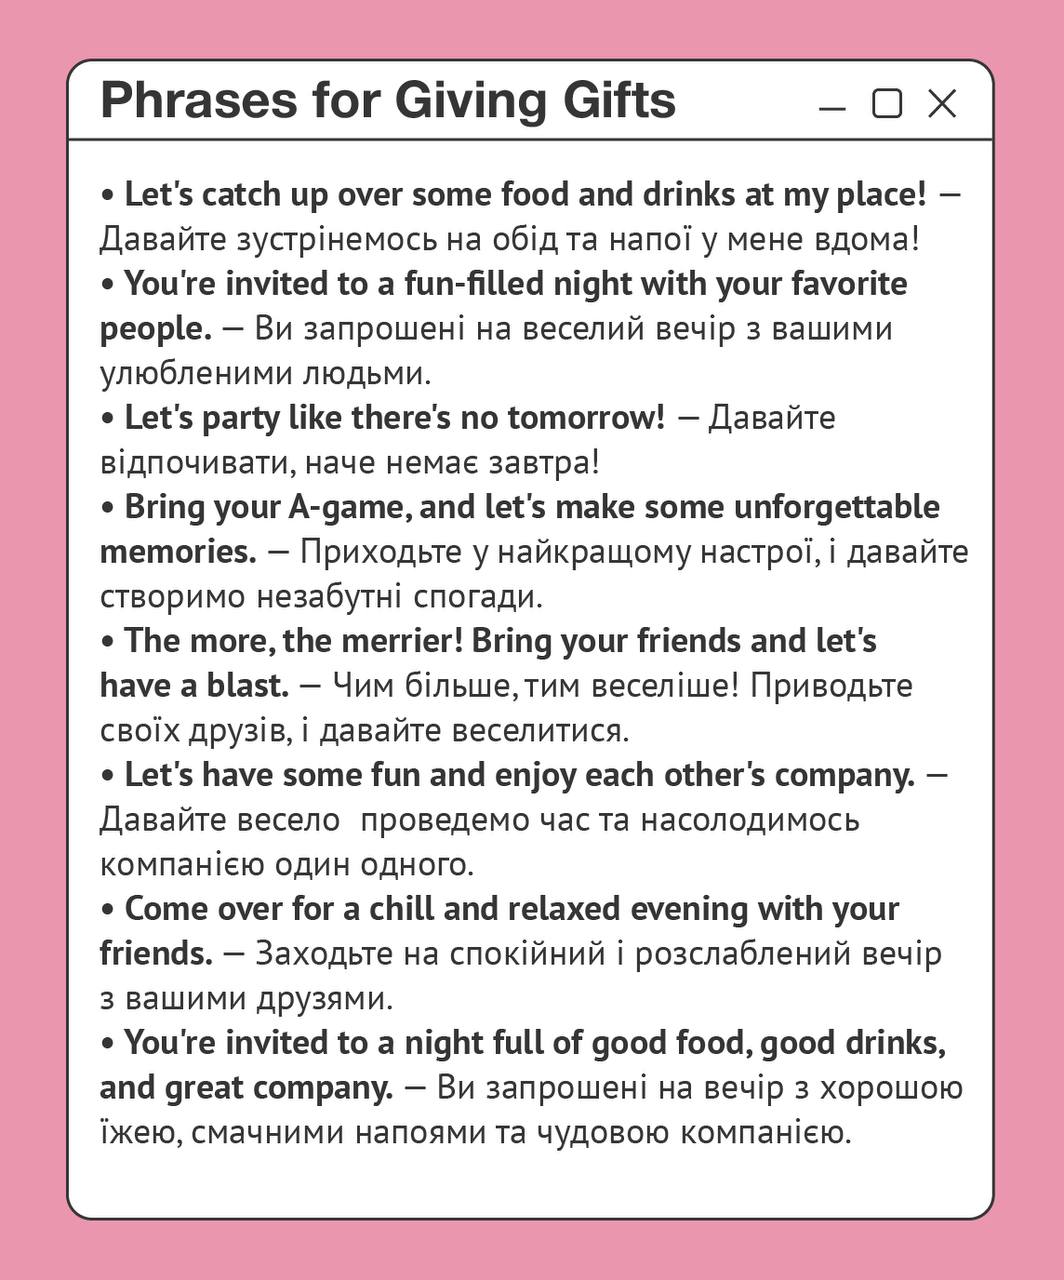 Phrases for Giving Gifts
• Let's catch up over some food and drinks at my place! —
Давайте зустрінемось на обід та напої у мене вдома!
• You're invited to a fun-filled night with your favorite
people. — Ви запрошені на веселий вечір з вашими
улюбленими людьми.
• Let's party like there's no tomorrow! — Давайте
відпочивати, наче немає завтра!
• Bring your A-game, and let's make some unforgettable
memories. — Приходьте у найкращому настрої, і давайте
створимо незабутні спогади.
• The more, the merrier! Bring your friends and let's
have a blast. — Чим більше, тим веселіше! Приводьте
своїх друзів, і давайте веселитися.
• Let's have some fun and enjoy each other's company. —
Давайте весело  проведемо час та насолодимось
компанією один одного.
• Come over for a chill and relaxed evening with your
friends. — Заходьте на спокійний і розслаблений вечір
з вашими друзями.
• You're invited to a night full of good food, good drinks,
and great company. — Ви запрошені на вечір з хорошою
їжею, смачними напоями та чудовою компанією.